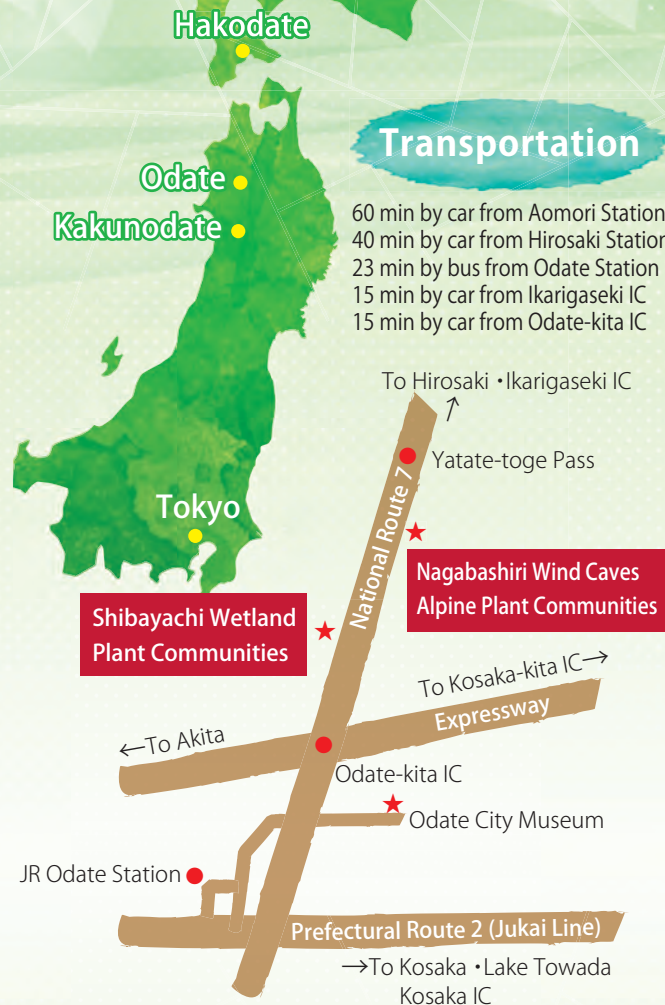 Hakodate
Odate
Kakunodate
Tokyo
Transportation
60 min by car from Aomori Station
40 min by car from Hirosaki Station
23 min by bus from Odate Station
15 min by car from Ikarigaseki IC
15 min by car from Odate-kita IC
To Hirosaki・Ikarigaseki IC
↑
Yatate-toge Pass
National Route 7
Nagabashiri Wind Caves
Alpine Plant Communities
Shibayachi Wetland
Plant Communities
To Kosaka-kita IC→
Expressway
←To Akita
Odate-kita IC
Odate City Museum
JR Odate Station
Prefectural Route 2 (Jukai Line)
→To Kosaka・Lake Towada
Kosaka IC